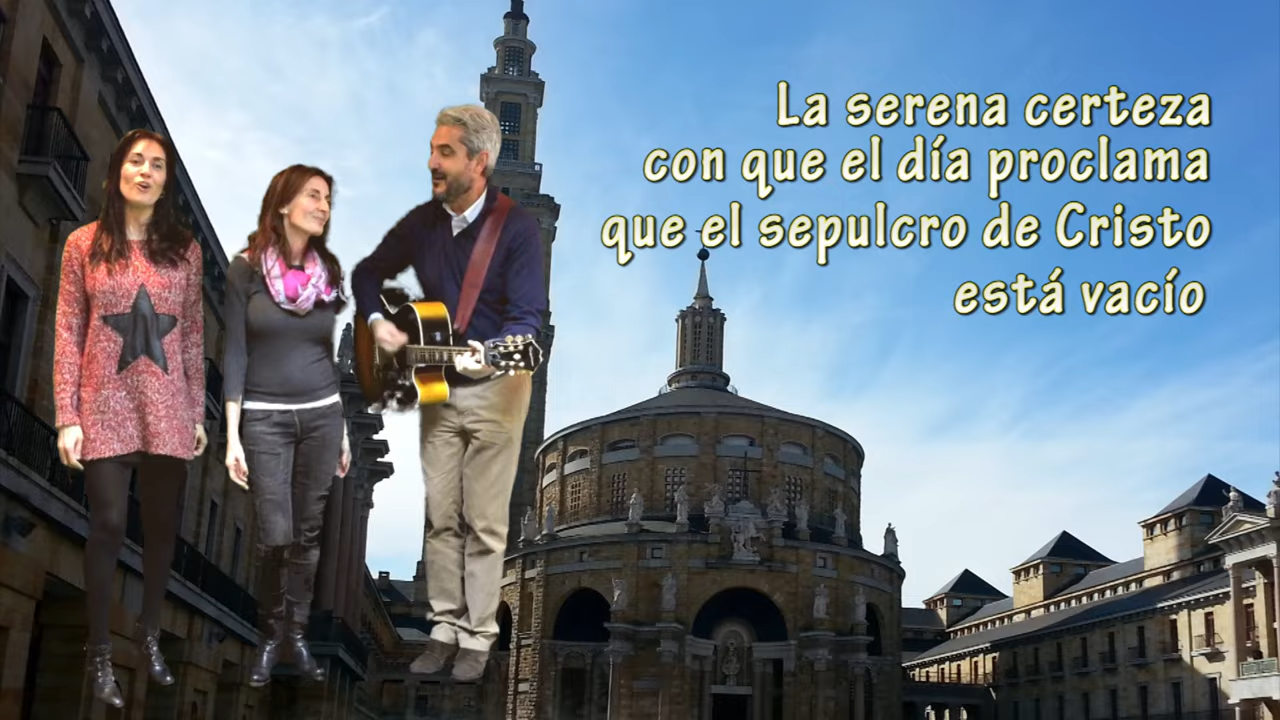 La serena certeza
con que el día proclama
que el sepulcro de Cristo
está vacío